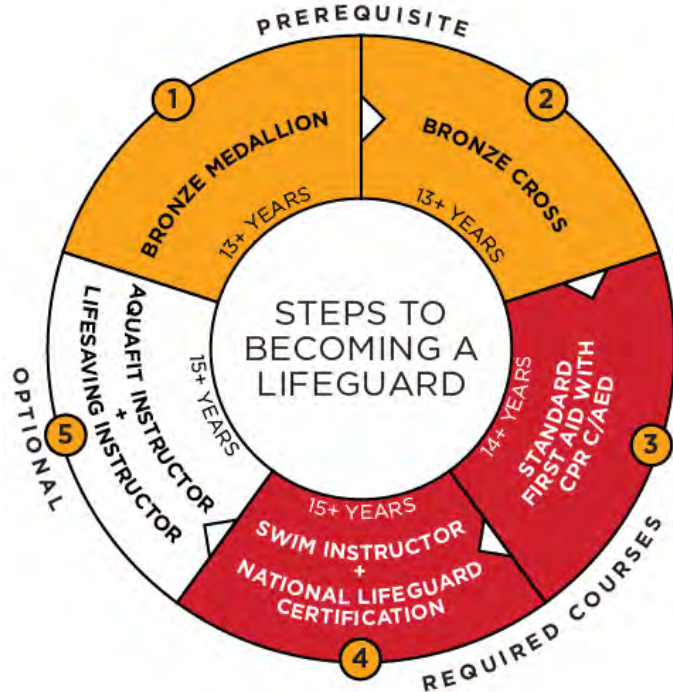 PREREQUISITE
1
BRONZE MEDALLION
13+ YEARS
2
BRONZE CROSS
13+ YEARS
STEPS TO
BECOMING A
LIFEGUARD
3
STANDARD
FIRST AID WITH
CPR C/AED
14+ YEARS
REQUIRED COURSES
4
15+ YEARS
SWIM INSTRUCTOR
+
NATIONAL LIFEGUARD
CERTIFICATION
5
15+ YEARS
AQUAFIT INSTRUCTOR
+
LIFESAVING INSTRUCTOR
OPTIONAL